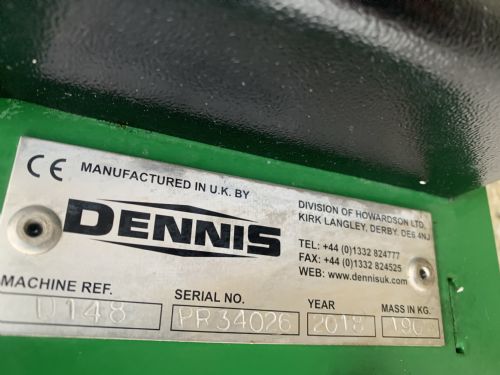 CE MANUFACTURED IN U.K. BY
DENNIS
DIVISION OF HOWARDSON LTD.
KIRK LANGLEY, DERBY. DE6 4NJ
TEL: +44 (0)1332 824777
FAX: +44 (0)1332 824525
WEB: www.dennisuk.com
MACHINE REF. SERIAL NO. YEAR MASS IN KG.
D148 PR34026 2018